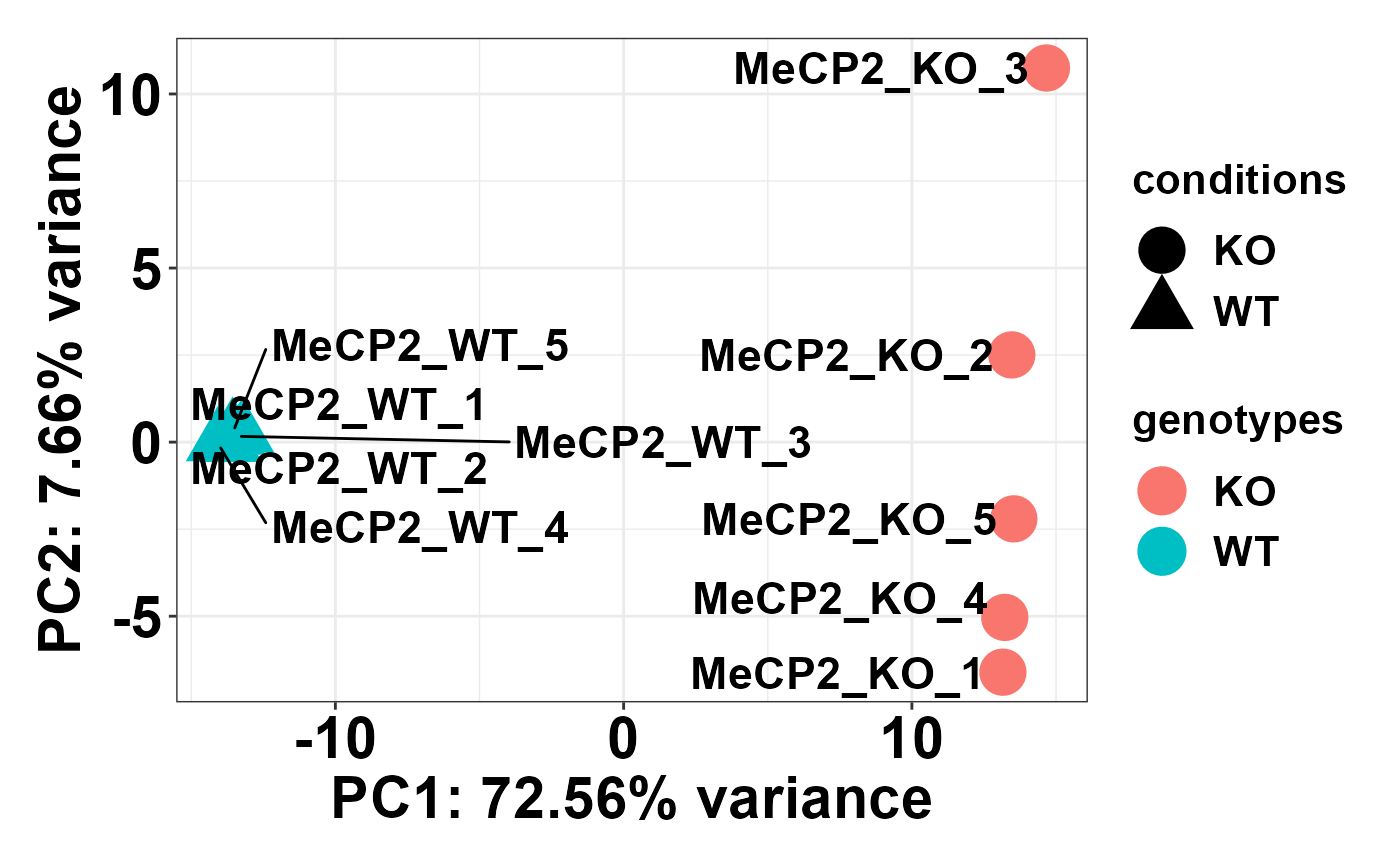 PC2: 7.66% variance
10
5
0
-5
MeCP2_KO_3
MeCP2_KO_2
MeCP2_WT_5
MeCP2_WT_1
MeCP2_WT_3
MeCP2_WT_2
MeCP2_WT_4
MeCP2_KO_5
MeCP2_KO_4
MeCP2_KO_1
-10
0
10
PC1: 72.56% variance
conditions
KO
WT
genotypes
KO
WT